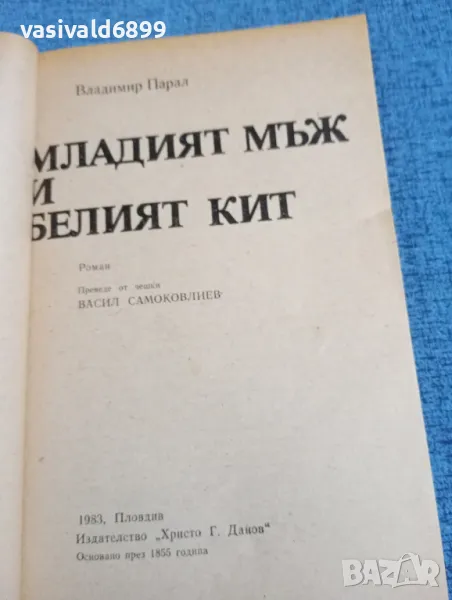 vasivald6899
Владимир Парал
МЛАДИЯТ МЪЖ
И
БЕЛИЯТ КИТ
Роман
Преведе от чешки
ВАСИЛ САМОКОВЛИЕВ
1983, Пловдив
Издателство „Христо Г. Данов“
Основано през 1855 година
BAZAR